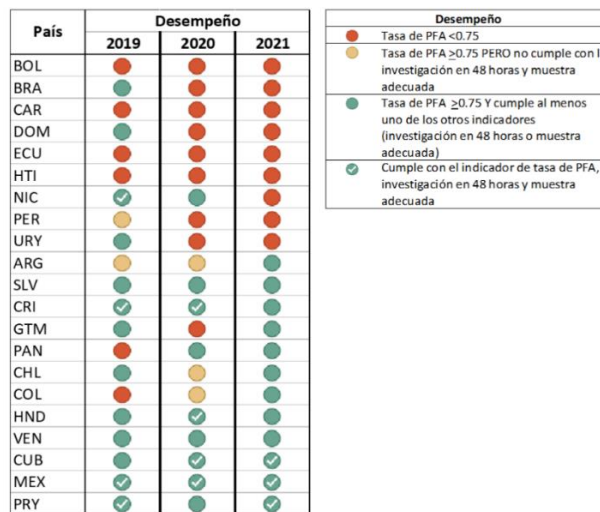 País
Desempeño
2019 2020 2021
BOL
BRA
CAR
DOM
ECU
HTI
NIC
PER
URY
ARG
SLV
CRI
GTM
PAN
CHL
COL
HND
VEN
CUB
MEX
PRY
Desempeño
Tasa de PFA <0.75
Tasa de PFA ≥0.75 PERO no cumple con l
investigación en 48 horas y muestra
adecuada
Tasa de PFA ≥0.75 Y cumple al menos
uno de los otros indicadores
(investigación en 48 horas o muestra
adecuada)
Cumple con el indicador de tasa de PFA,
investigación en 48 horas y muestra
adecuada